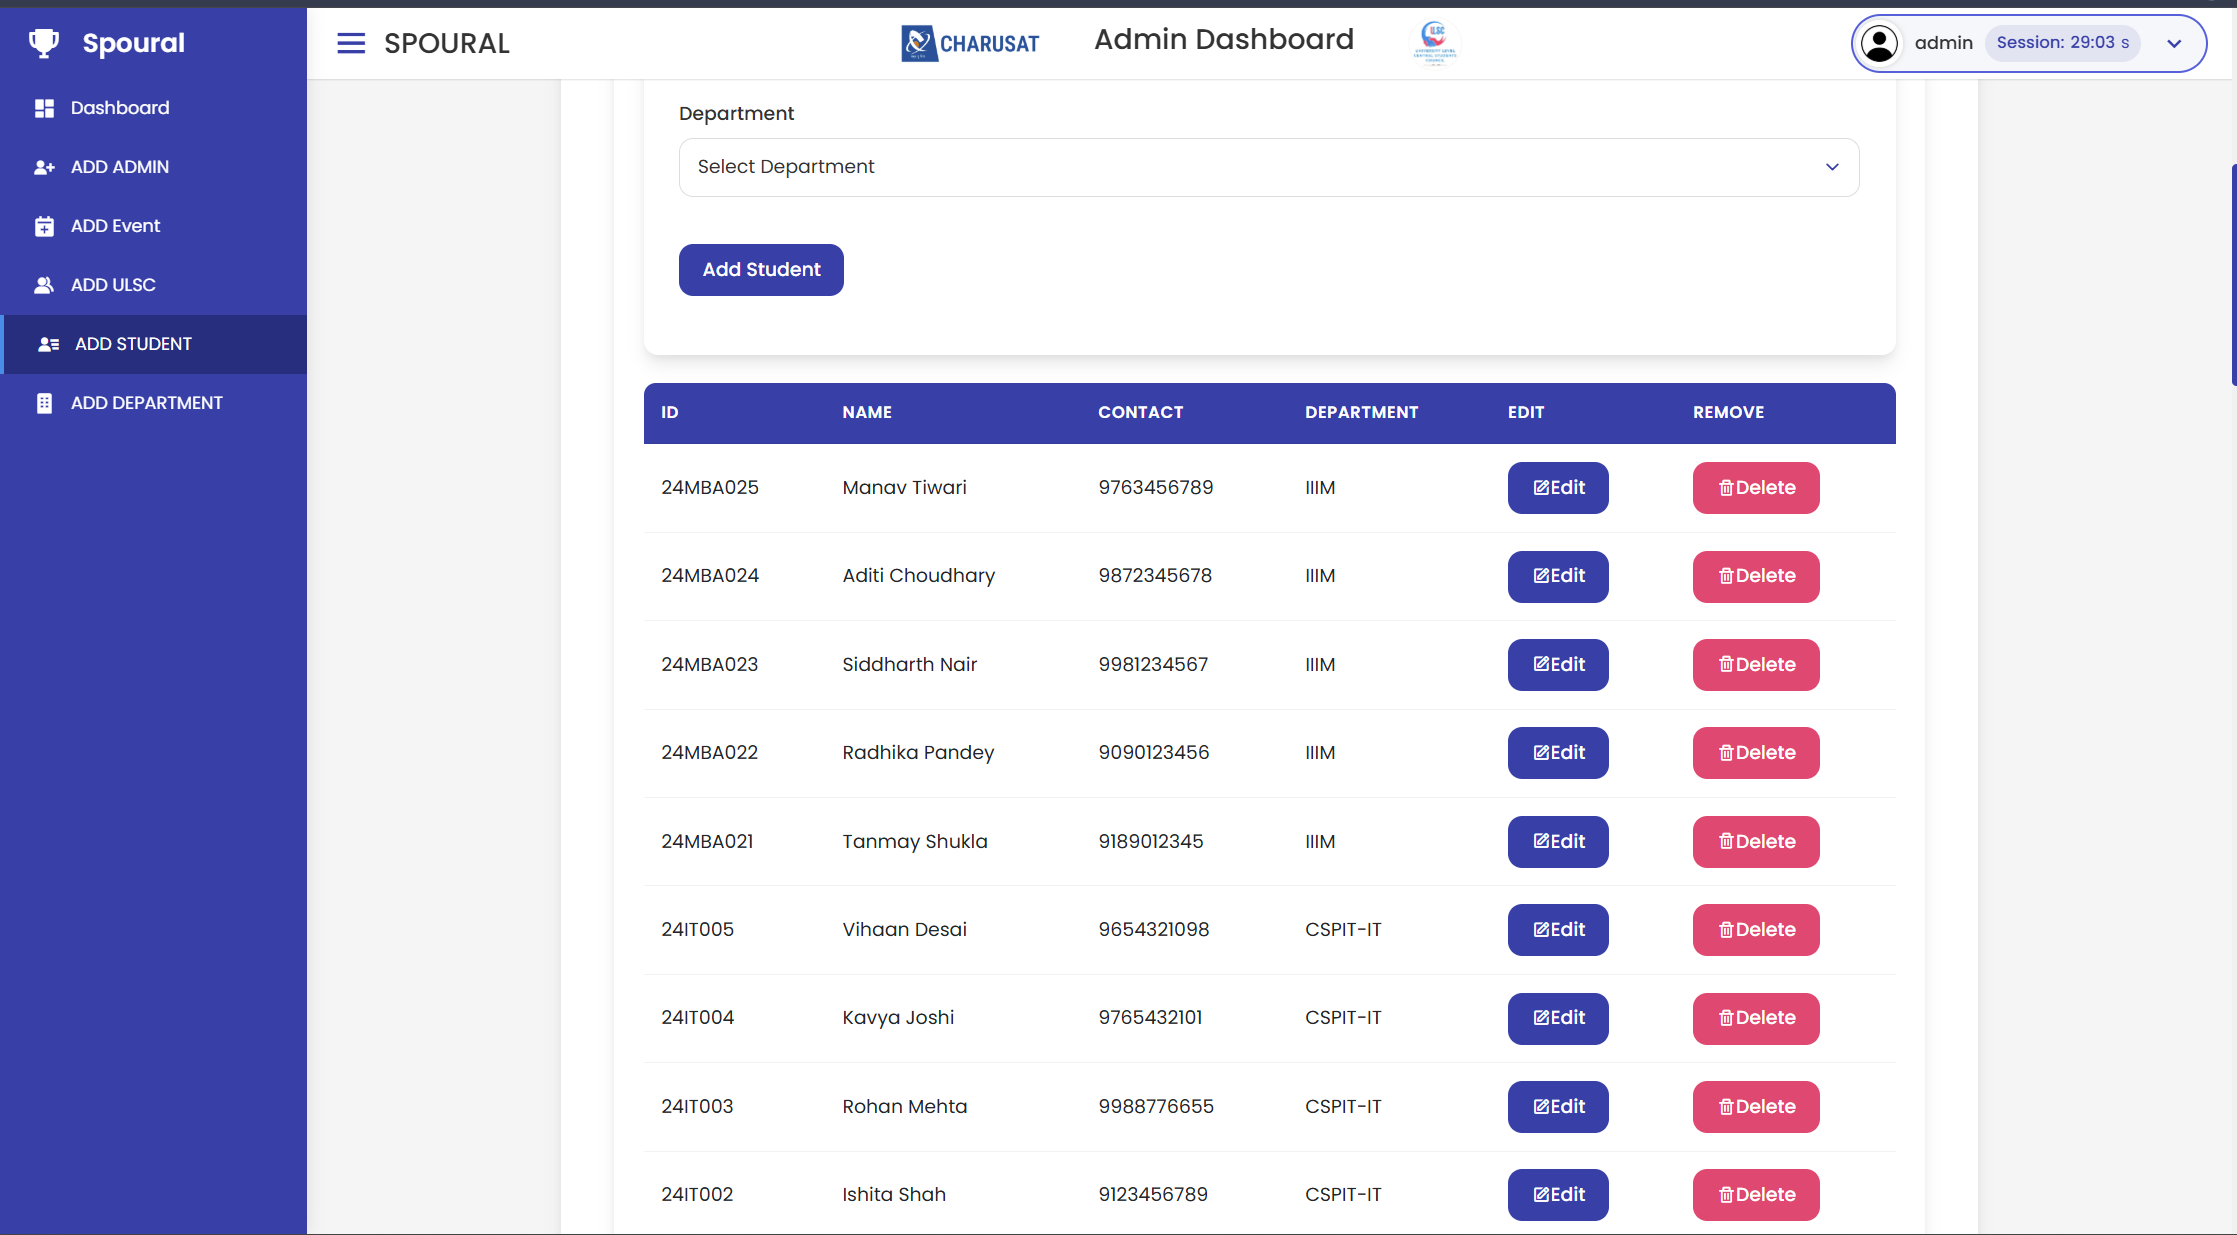 Spoural
SPOURAL
CHARUSAT
Admin Dashboard
ULSC
admin
Session: 29:03 s
Dashboard
ADD ADMIN
ADD Event
ADD ULSC
ADD STUDENT
ADD DEPARTMENT
Department
Select Department
Add Student
ID NAME CONTACT DEPARTMENT EDIT REMOVE
24MBA025 Manav Tiwari 9763456789 IIIM Edit Delete
24MBA024 Aditi Choudhary 9872345678 IIIM Edit Delete
24MBA023 Siddharth Nair 9981234567 IIIM Edit Delete
24MBA022 Radhika Pandey 9090123456 IIIM Edit Delete
24MBA021 Tanmay Shukla 9189012345 IIIM Edit Delete
24IT005 Vihaan Desai 9654321098 CSPIT-IT Edit Delete
24IT004 Kavya Joshi 9765432101 CSPIT-IT Edit Delete
24IT003 Rohan Mehta 9988776655 CSPIT-IT Edit Delete
24IT002 Ishita Shah 9123456789 CSPIT-IT Edit Delete